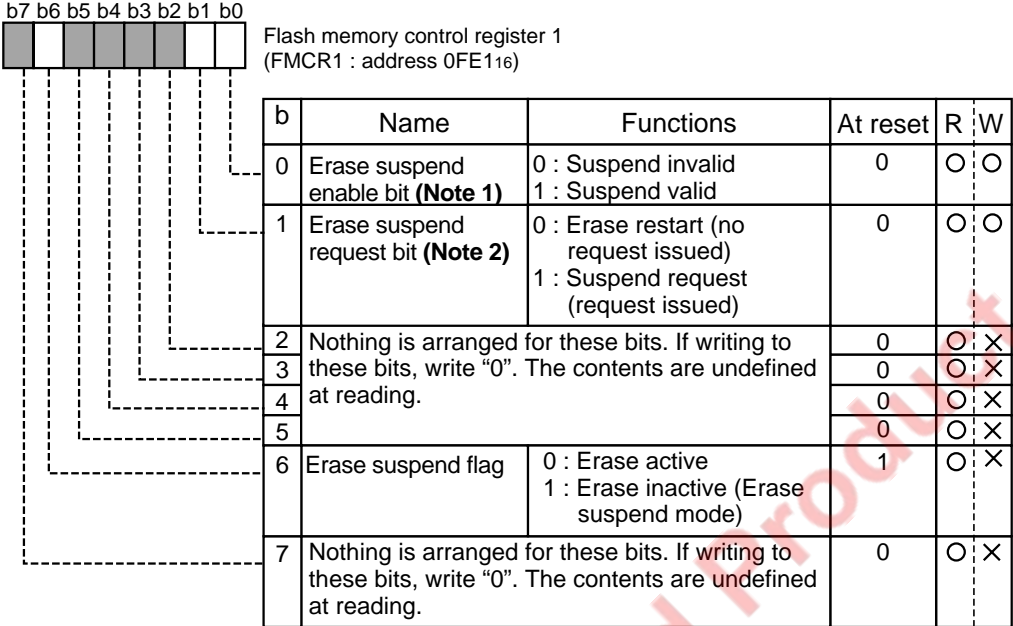 b7 b6 b5 b4 b3 b2 b1 b0
Flash memory control register 1
(FMCR1 : address 0FE116)
b Name Functions At reset R W
0 Erase suspend 0 : Suspend invalid 0 O O
enable bit (Note 1) 1 : Suspend valid
1 Erase suspend 0 : Erase restart (no 0 O O
request bit (Note 2) request issued)
1 : Suspend request
(request issued)
2 Nothing is arranged for these bits. If writing to 0 O ×
3 these bits, write “0”. The contents are undefined 0 O ×
4 at reading. 0 O ×
5 0 O ×
6 Erase suspend flag 0 : Erase active 1 O ×
1 : Erase inactive (Erase
suspend mode)
7 Nothing is arranged for these bits. If writing to 0 O ×
these bits, write “0”. The contents are undefined
at reading.
Product